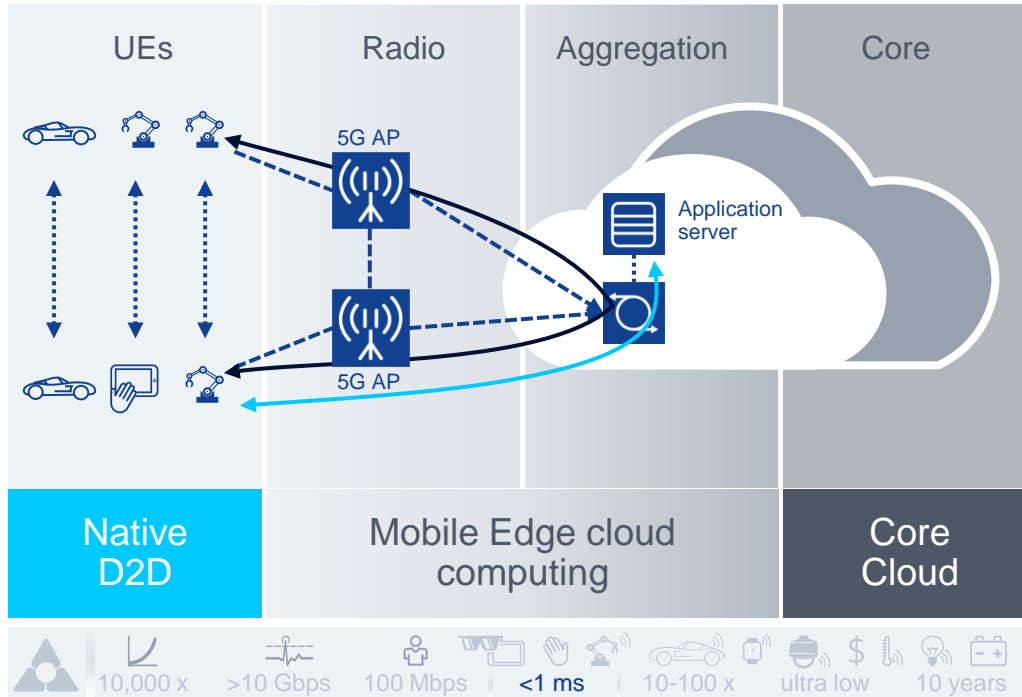 UEs
Radio
Aggregation
Core
5G AP
Application
server
5G AP
Native
D2D
Mobile Edge cloud
computing
Core
Cloud
10,000 x
>10 Gbps
100 Mbps
<1 ms
10-100 x
ultra low
10 years